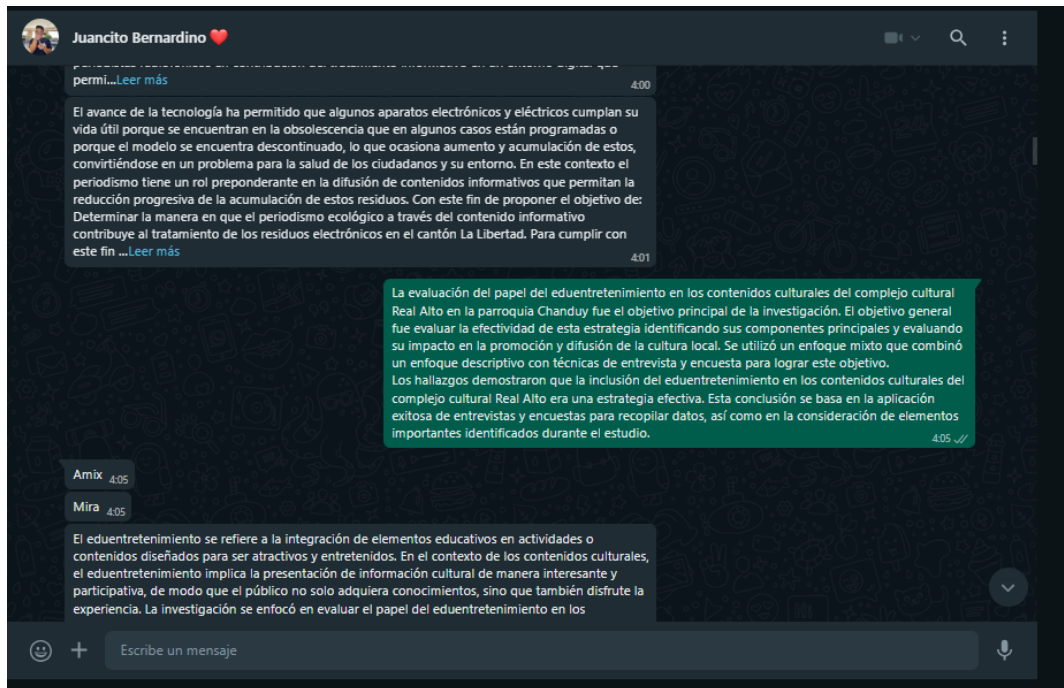 Juancito Bernardino ❤️
permi...Leer más
4:00
El avance de la tecnología ha permitido que algunos aparatos electrónicos y eléctricos cumplan su
vida útil porque se encuentran en la obsolescencia que en algunos casos están programadas o
porque el modelo se encuentra descontinuado, lo que ocasiona aumento y acumulación de estos,
convirtiéndose en un problema para la salud de los ciudadanos y su entorno. En este contexto el
periodismo tiene un rol preponderante en la difusión de contenidos informativos que permitan la
reducción progresiva de la acumulación de estos residuos. Con este fin de proponer el objetivo de:
Determinar la manera en que el periodismo ecológico a través del contenido informativo
contribuye al tratamiento de los residuos electrónicos en el cantón La Libertad. Para cumplir con
este fin ...Leer más
4:01
La evaluación del papel del eduentretenimiento en los contenidos culturales del complejo cultural
Real Alto en la parroquia Chanduy fue el objetivo principal de la investigación. El objetivo general
fue evaluar la efectividad de esta estrategia identificando sus componentes principales y evaluando
su impacto en la promoción y difusión de la cultura local. Se utilizó un enfoque mixto que combinó
un enfoque descriptivo con técnicas de entrevista y encuesta para lograr este objetivo.
Los hallazgos demostraron que la inclusión del eduentretenimiento en los contenidos culturales del
complejo cultural Real Alto era una estrategia efectiva. Esta conclusión se basa en la aplicación
exitosa de entrevistas y encuestas para recopilar datos, así como en la consideración de elementos
importantes identificados durante el estudio.
4:05
Amix 4:05
Mira 4:05
El eduentretenimiento se refiere a la integración de elementos educativos en actividades o
contenidos diseñados para ser atractivos y entretenidos. En el contexto de los contenidos culturales,
el eduentretenimiento implica la presentación de información cultural de manera interesante y
participativa, de modo que el público no solo adquiera conocimientos, sino que también disfrute la
experiencia. La investigación se enfocó en evaluar el papel del eduentretenimiento en los
Escribe un mensaje